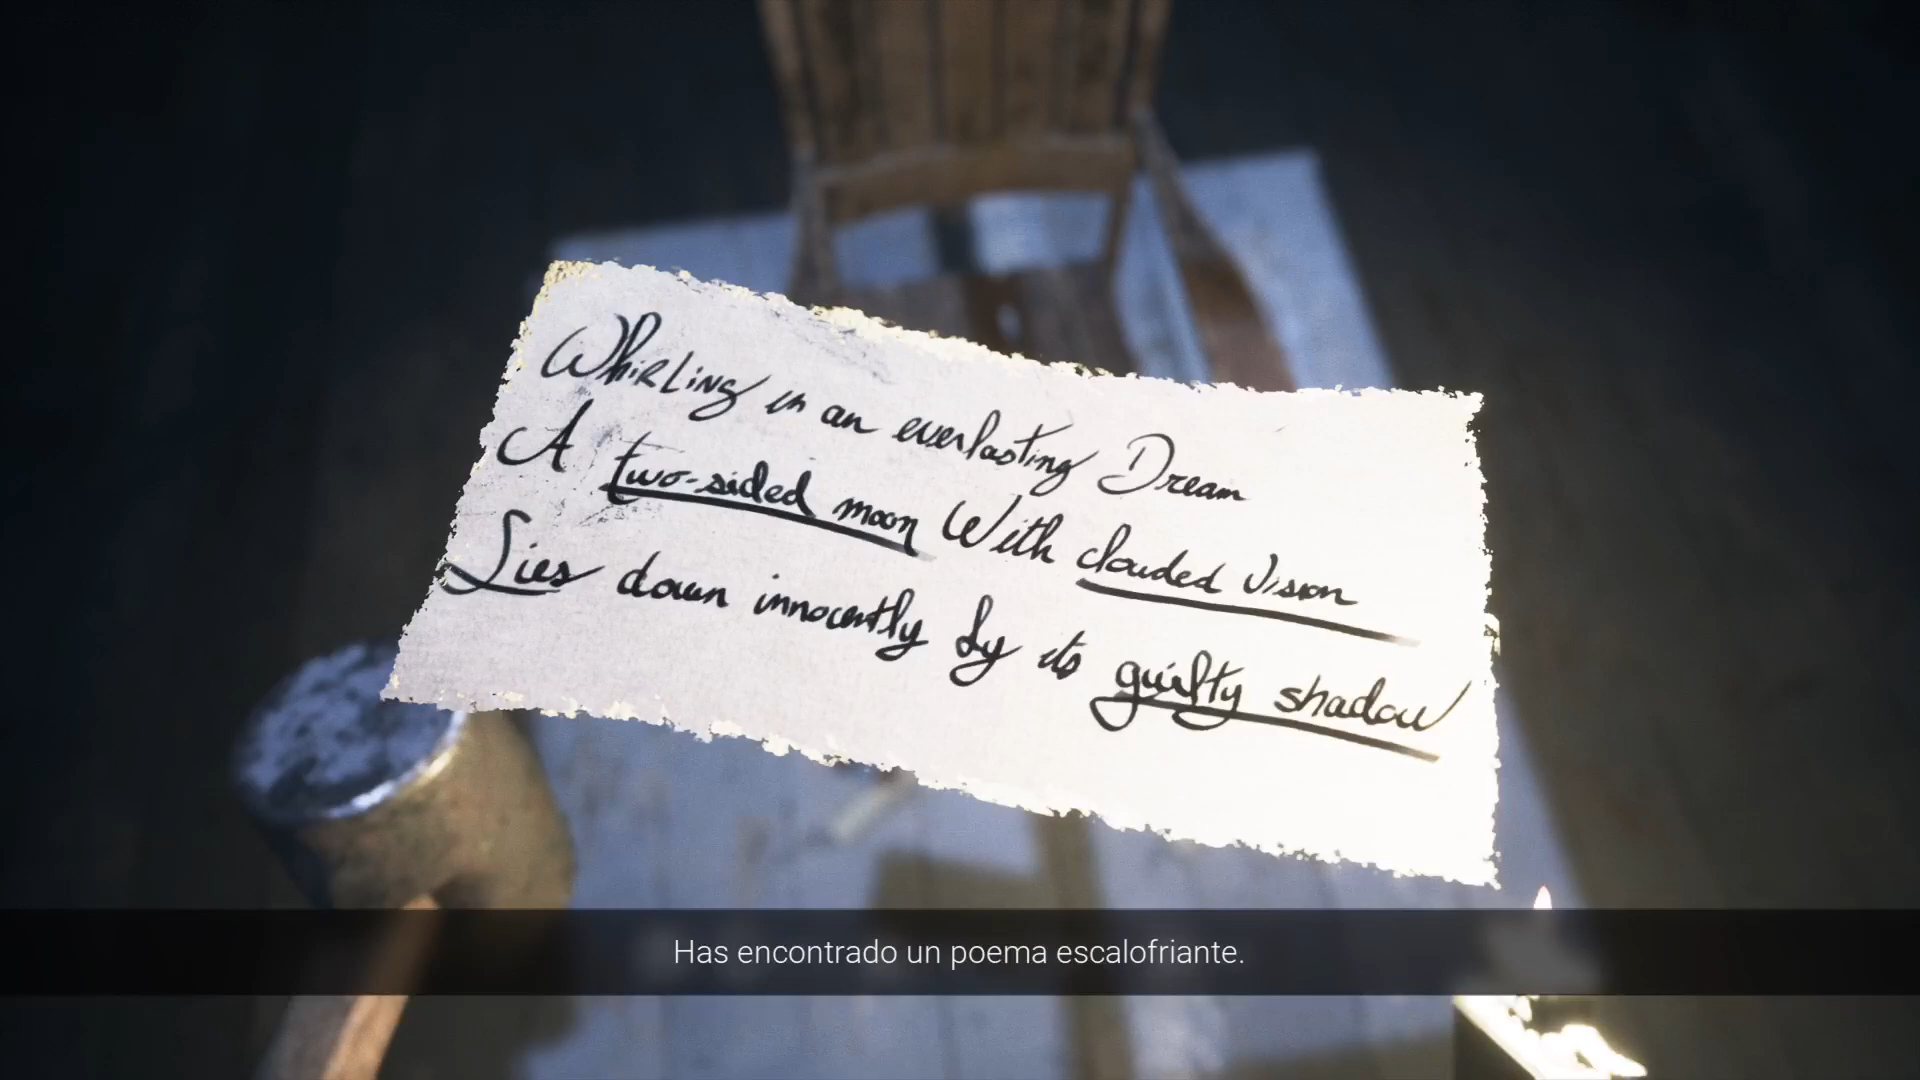 Whirling in an everlasting Dream
A two-sided moon With clouded Vision
Lies down innocently by its guilty shadow
Has encontrado un poema escalofriante.